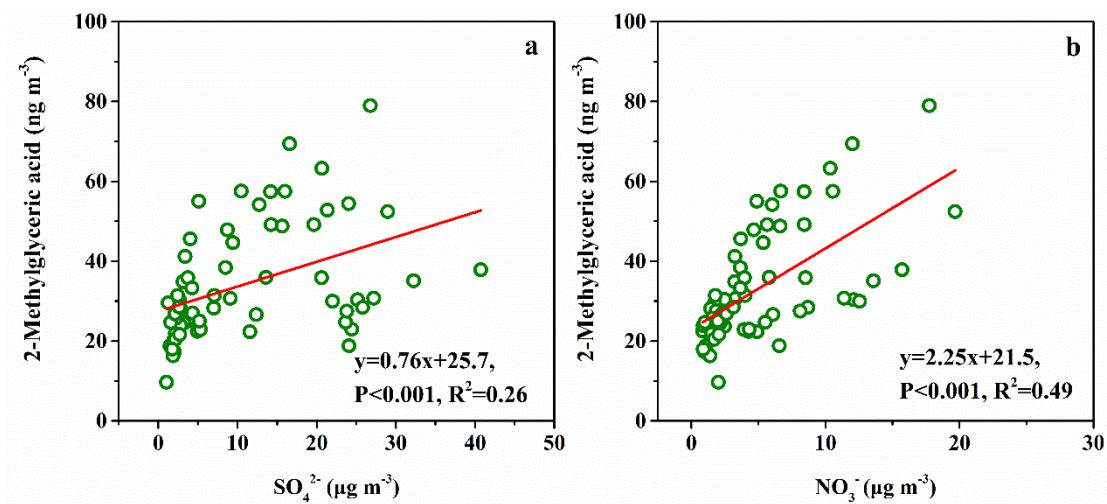 100
80
60
40
20
0
2-Methylglyceric acid (ng m⁻³)
a
y=0.76x+25.7,
P<0.001, R²=0.26
0 10 20 30 40 50
SO₄²⁻ (µg m⁻³)
100
80
60
40
20
0
2-Methylglyceric acid (ng m⁻³)
b
y=2.25x+21.5,
P<0.001, R²=0.49
0 10 20 30
NO₃⁻ (µg m⁻³)